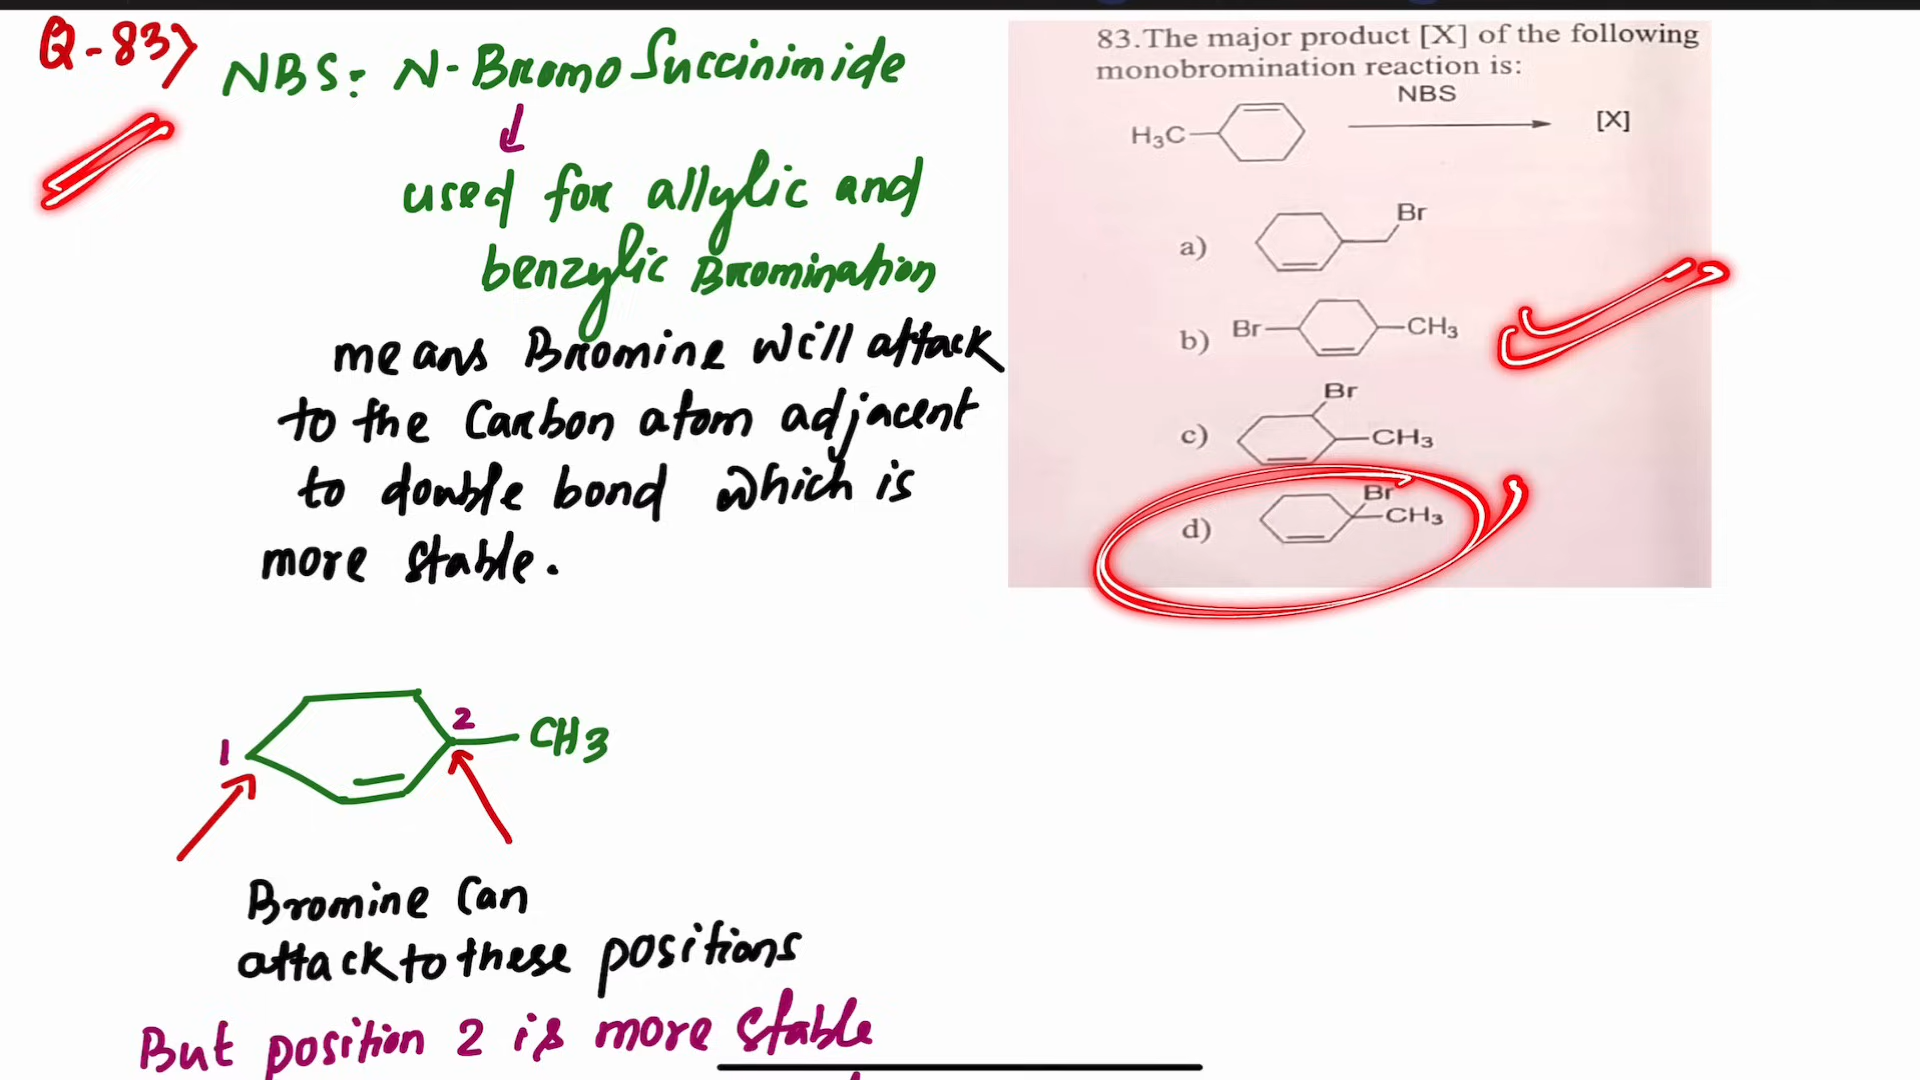 Q-83)
NBS: N-Bromo Succinimide
used for allylic and
benzylic Bromination
means Bromine will attack
to the Carbon atom adjacent
to double bond which is
more stable.
83.The major product [X] of the following
monobromination reaction is:
NBS
H₃C
[X]
a)
Br
b)
Br
CH₃
c)
Br
CH₃
d)
Br
CH₃
1
2
CH3
Bromine Can
attack to these positions
But position 2 is more stable